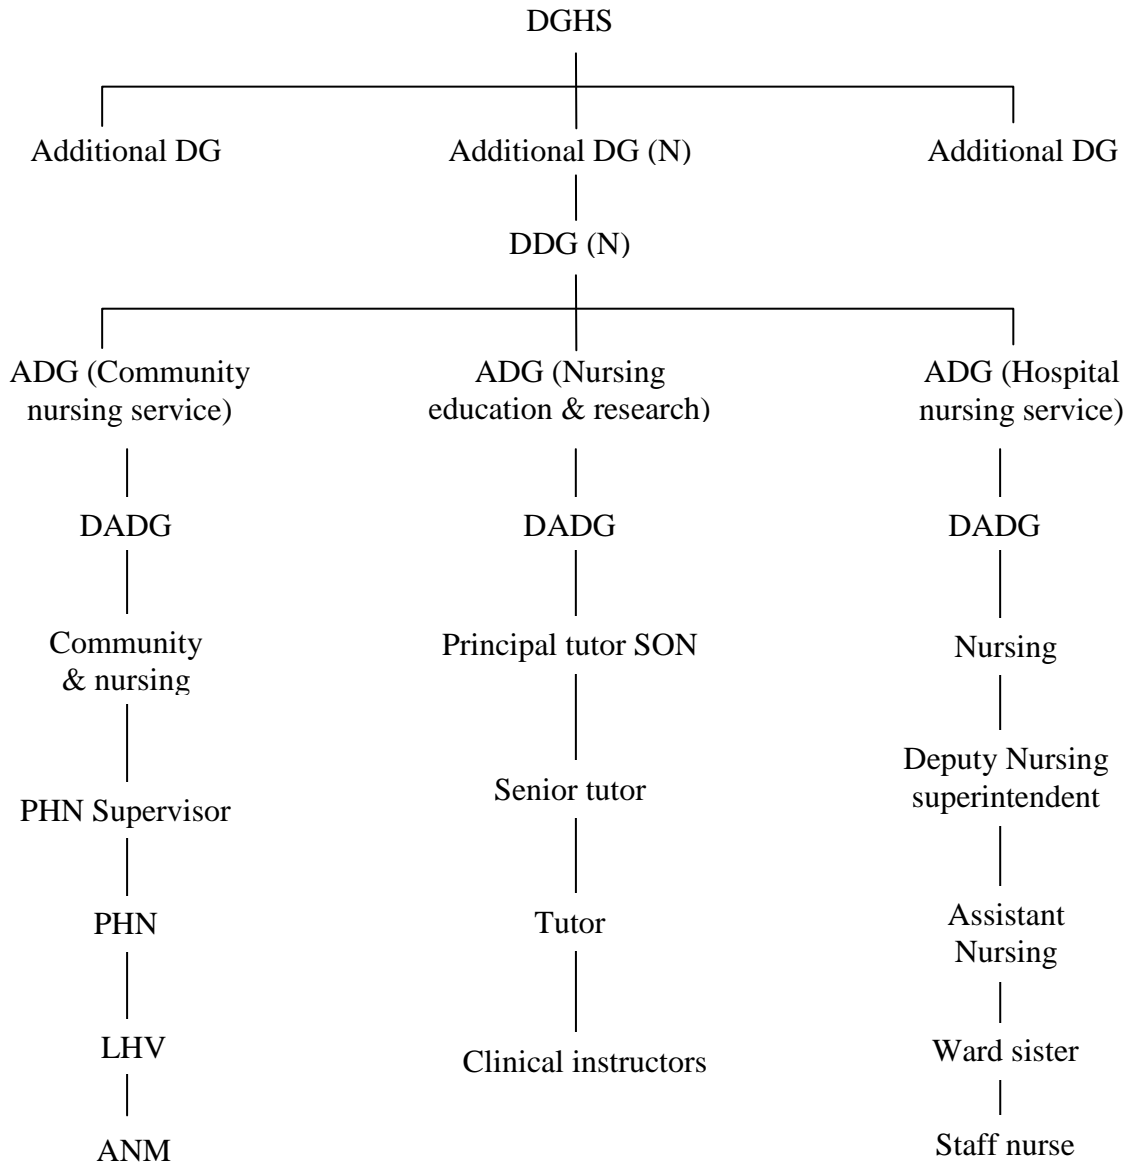 DGHS
Additional DG
Additional DG (N)
Additional DG
DDG (N)
ADG (Community
nursing service)
ADG (Nursing
education & research)
ADG (Hospital
nursing service)
DADG
DADG
DADG
Community
& nursing
Principal tutor SON
Nursing
PHN Supervisor
Senior tutor
Deputy Nursing
superintendent
PHN
Tutor
Assistant
Nursing
LHV
Clinical instructors
Ward sister
ANM
Staff nurse